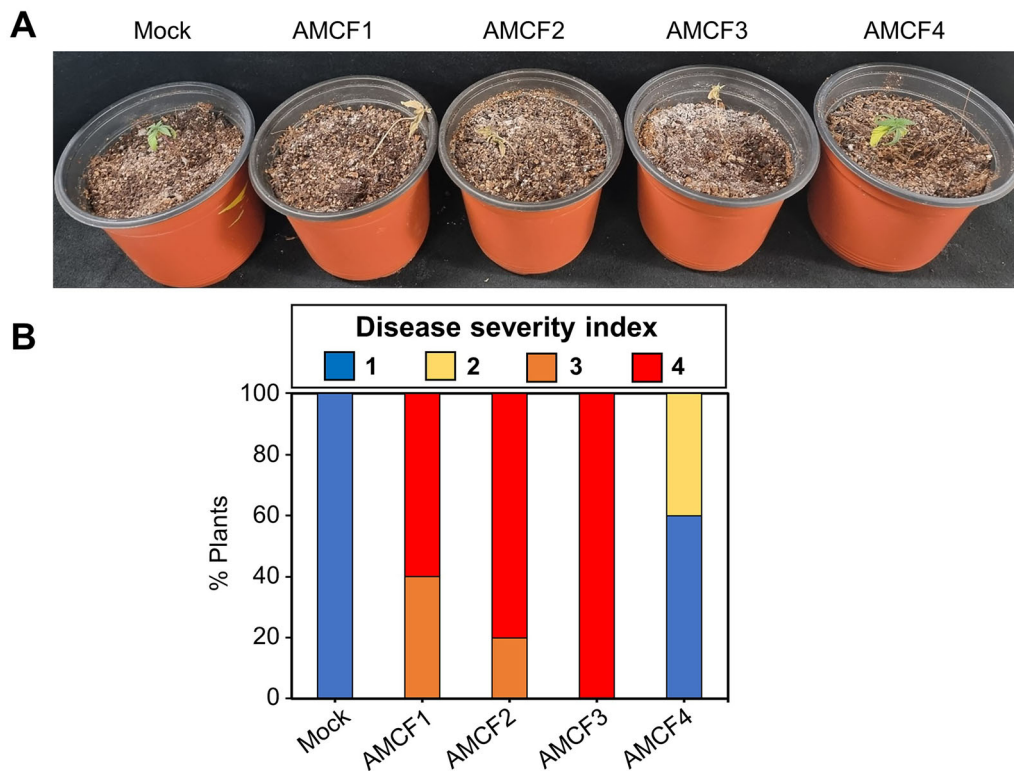 A
Mock AMCF1 AMCF2 AMCF3 AMCF4
B
Disease severity index
1 2 3 4
100
80
60
40
20
0
% Plants
Mock AMCF1 AMCF2 AMCF3 AMCF4